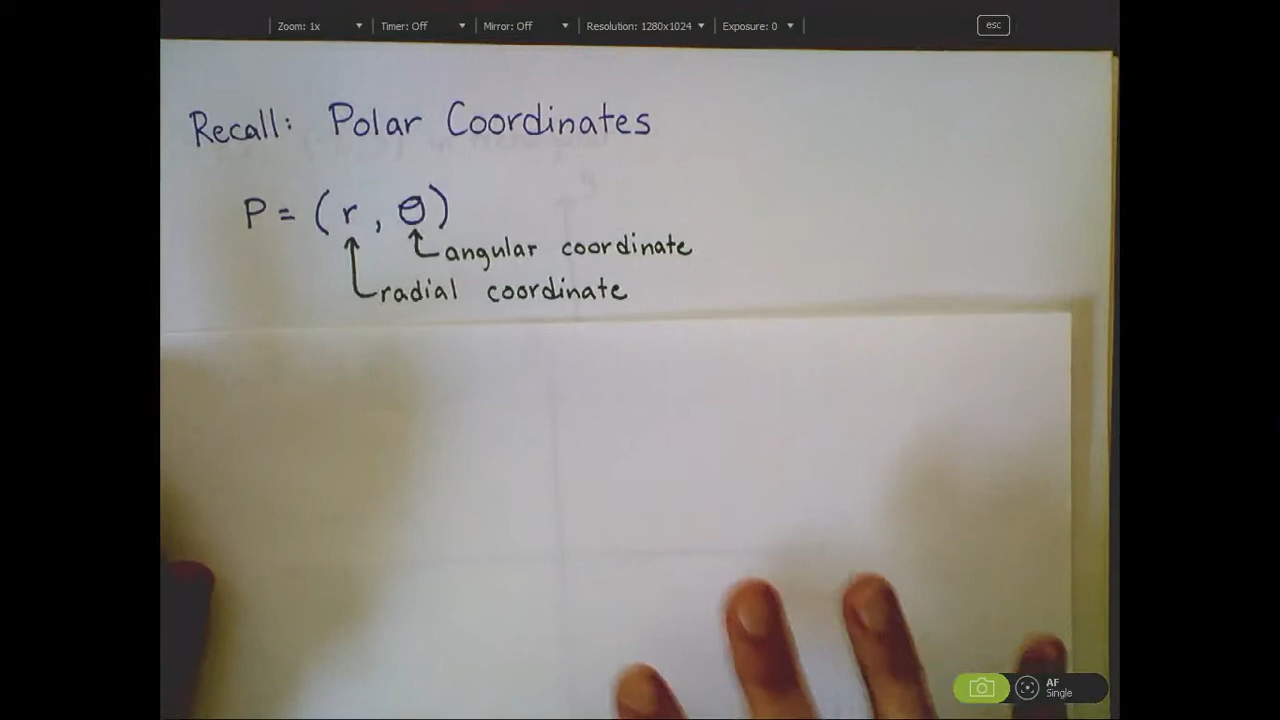 Zoom: 1x Timer: Off Mirror: Off Resolution: 1280x1024 Exposure: 0 esc
Recall: Polar Coordinates
P = (r, θ)
angular coordinate
radial coordinate
AF
Single